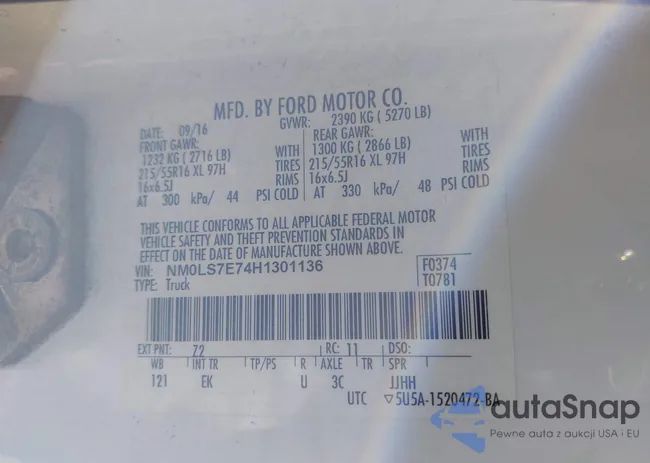 MFD. BY FORD MOTOR CO.
DATE: 09/16 GVWR: 2390 KG ( 5270 LB)
FRONT GAWR: WITH REAR GAWR: WITH
1232 KG ( 2716 LB) TIRES 1300 KG ( 2866 LB) TIRES
215/55R16 XL 97H RIMS 215/55R16 XL 97H RIMS
16x6.5J 16x6.5J
AT 300 kPa/ 44 PSI COLD AT 330 kPa/ 48 PSI COLD
THIS VEHICLE CONFORMS TO ALL APPLICABLE FEDERAL MOTOR
VEHICLE SAFETY AND THEFT PREVENTION STANDARDS IN
EFFECT ON THE DATE OF MANUFACTURE SHOWN ABOVE.
VIN: NM0LS7E74H1301136 F0374
TYPE: Truck T0781
EXT PNT: 72 RC: 11 DSO:
WB INT TR TP/PS R AXLE TR SPR
121 EK U 3C JJHH
UTC ▽5U5A-1520472-BA
autaSnap
Pewne auta z aukcji USA i EU